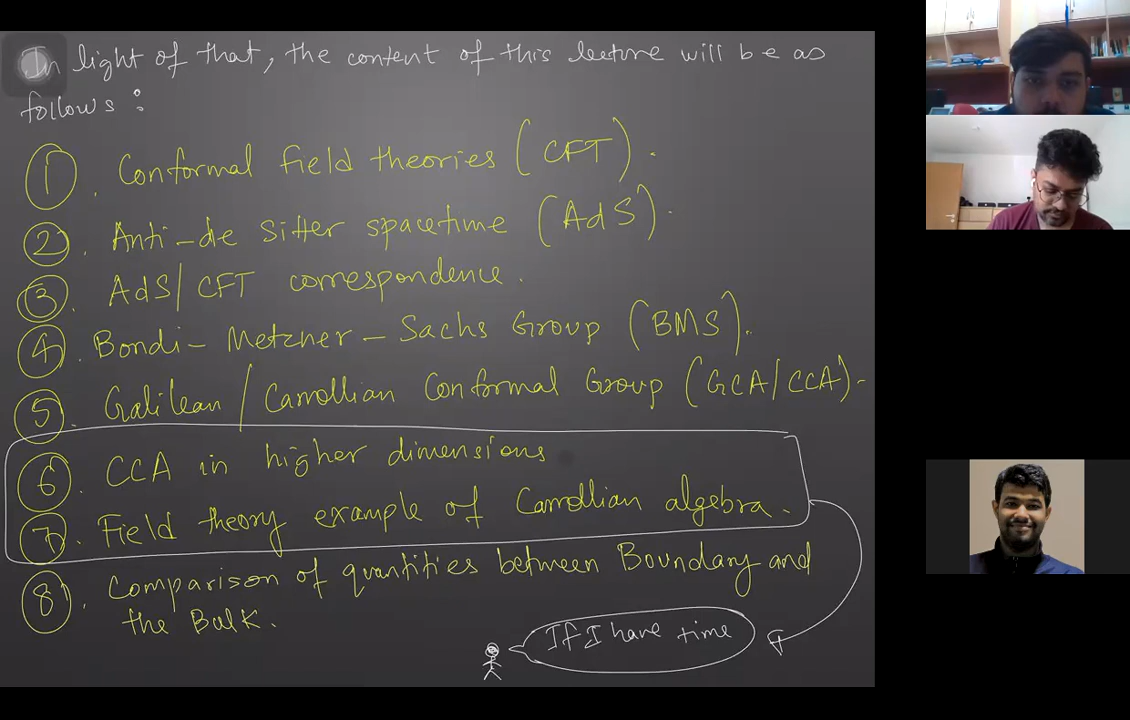 In light of that, the content of this lecture will be as
follows :
1. Conformal field theories (CFT).
2. Anti-de Sitter spacetime (AdS).
3. AdS/CFT correspondence.
4. Bondi-Metzner-Sachs Group (BMS).
5. Galilean/Carrollian Conformal Group (GCA/CCA).
6. CCA in higher dimensions
7. Field theory example of Carrollian algebra.
8. Comparison of quantities between Boundary and
the Bulk.
If I have time